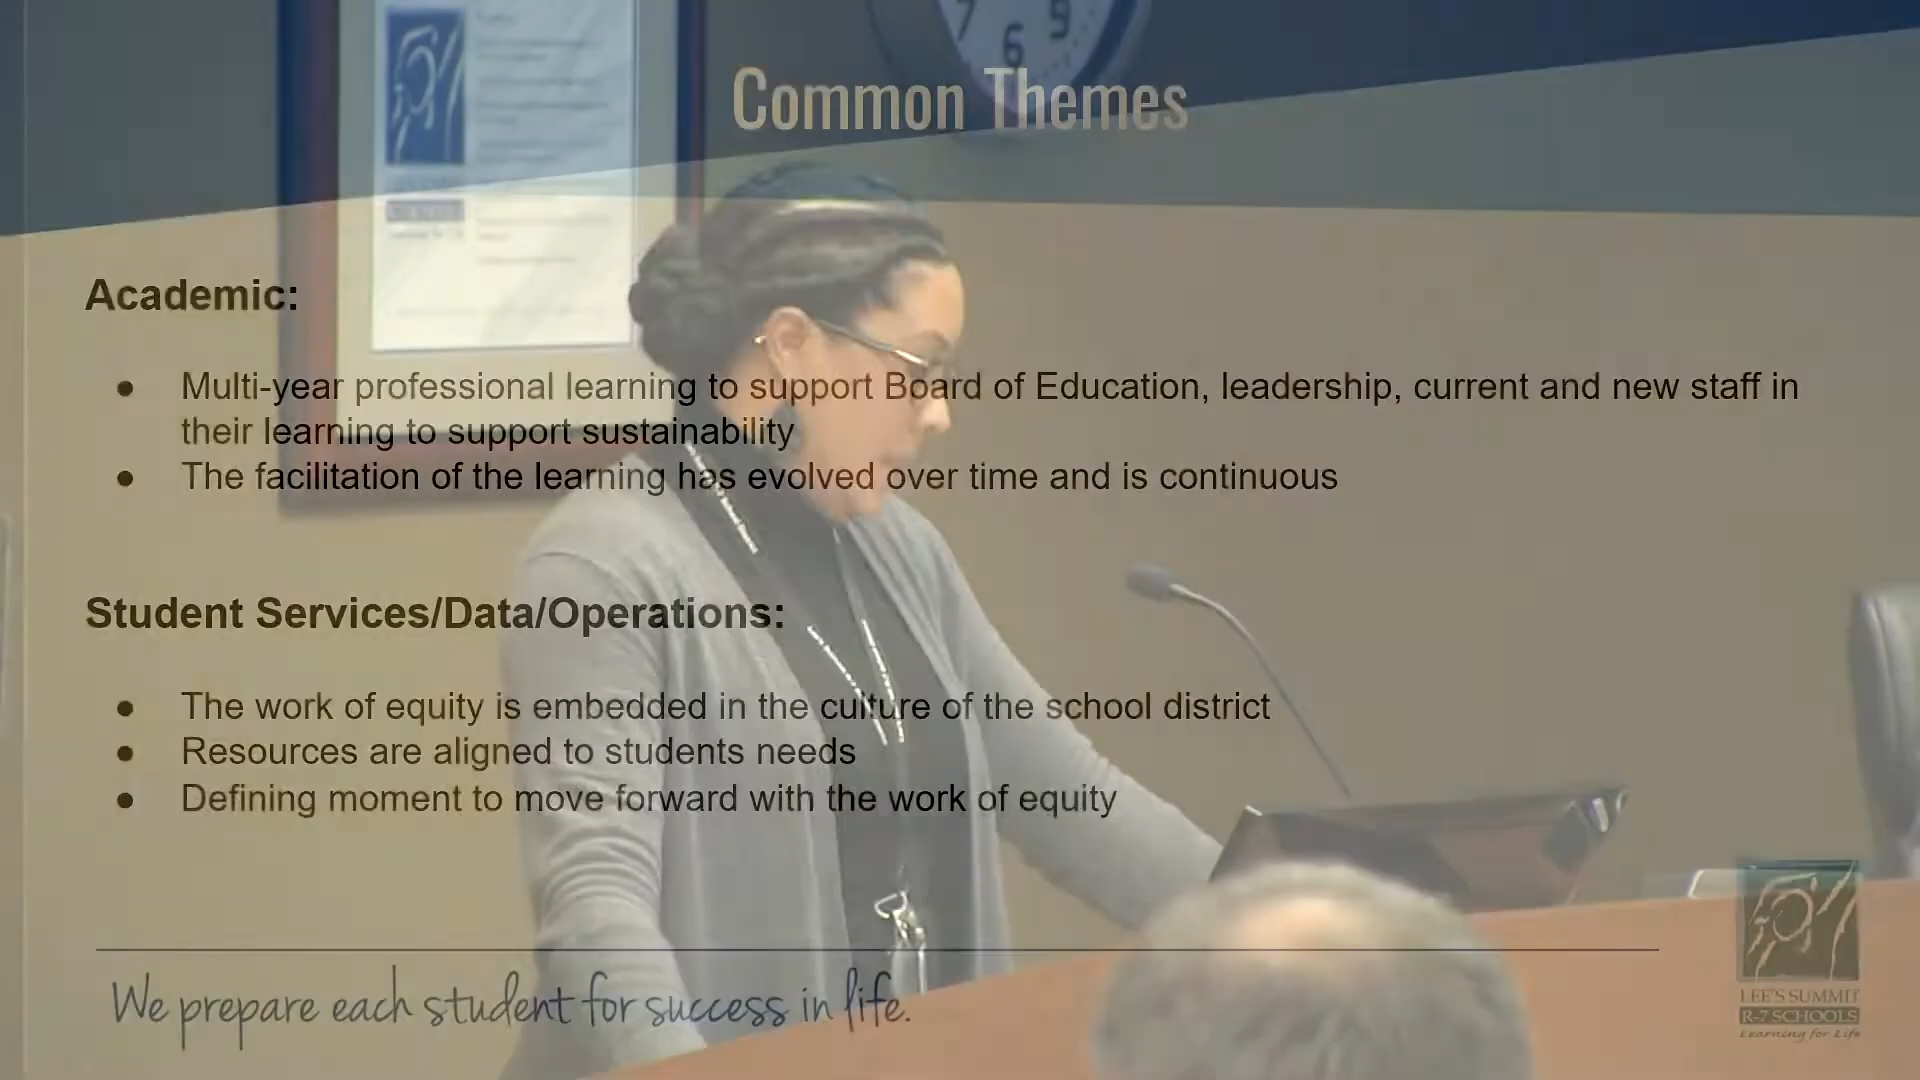 7 6 5
Common Themes
Academic:
● Multi-year professional learning to support Board of Education, leadership, current and new staff in
their learning to support sustainability
● The facilitation of the learning has evolved over time and is continuous
Student Services/Data/Operations:
● The work of equity is embedded in the culture of the school district
● Resources are aligned to students needs
● Defining moment to move forward with the work of equity
We prepare each student for success in life.
LEE'S SUMMIT
R-7 SCHOOLS
Learning for Life